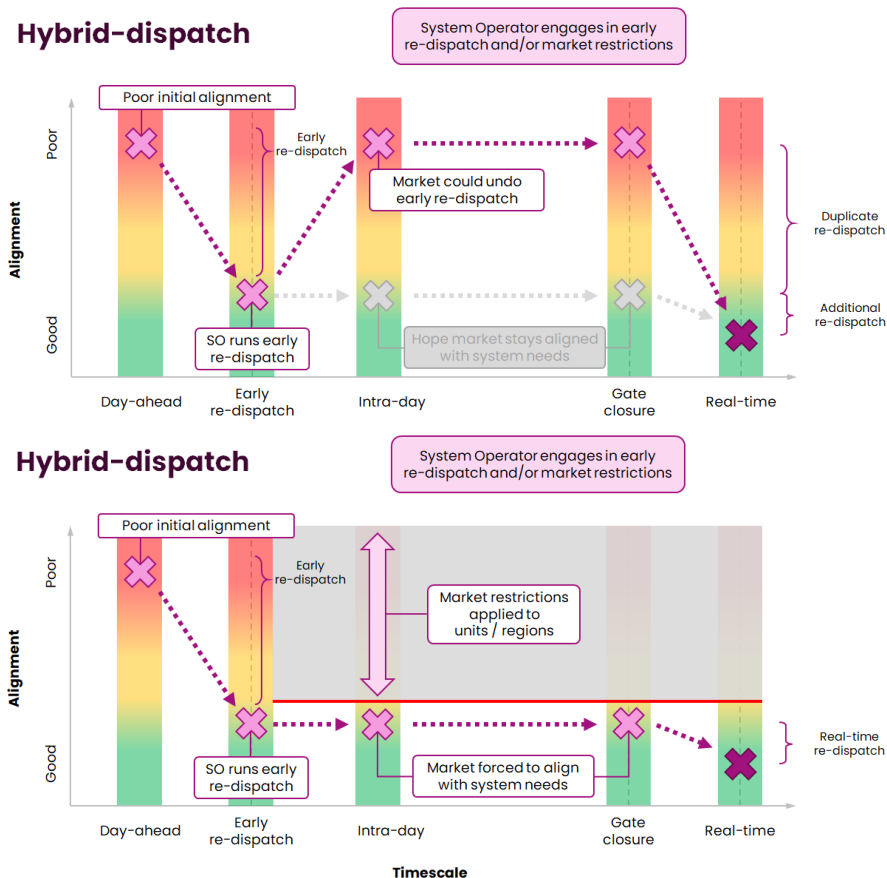 Hybrid-dispatch
System Operator engages in early
re-dispatch and/or market restrictions
Poor initial alignment
Early
re-dispatch
Market could undo
early re-dispatch
Duplicate
re-dispatch
Additional
re-dispatch
SO runs early
re-dispatch
Hope market stays aligned
with system needs
Poor
Alignment
Good
Day-ahead
Early
re-dispatch
Intra-day
Gate
closure
Real-time
Hybrid-dispatch
System Operator engages in early
re-dispatch and/or market restrictions
Poor initial alignment
Early
re-dispatch
Market restrictions
applied to
units / regions
Real-time
re-dispatch
SO runs early
re-dispatch
Market forced to align
with system needs
Poor
Alignment
Good
Day-ahead
Early
re-dispatch
Intra-day
Gate
closure
Real-time
Timescale